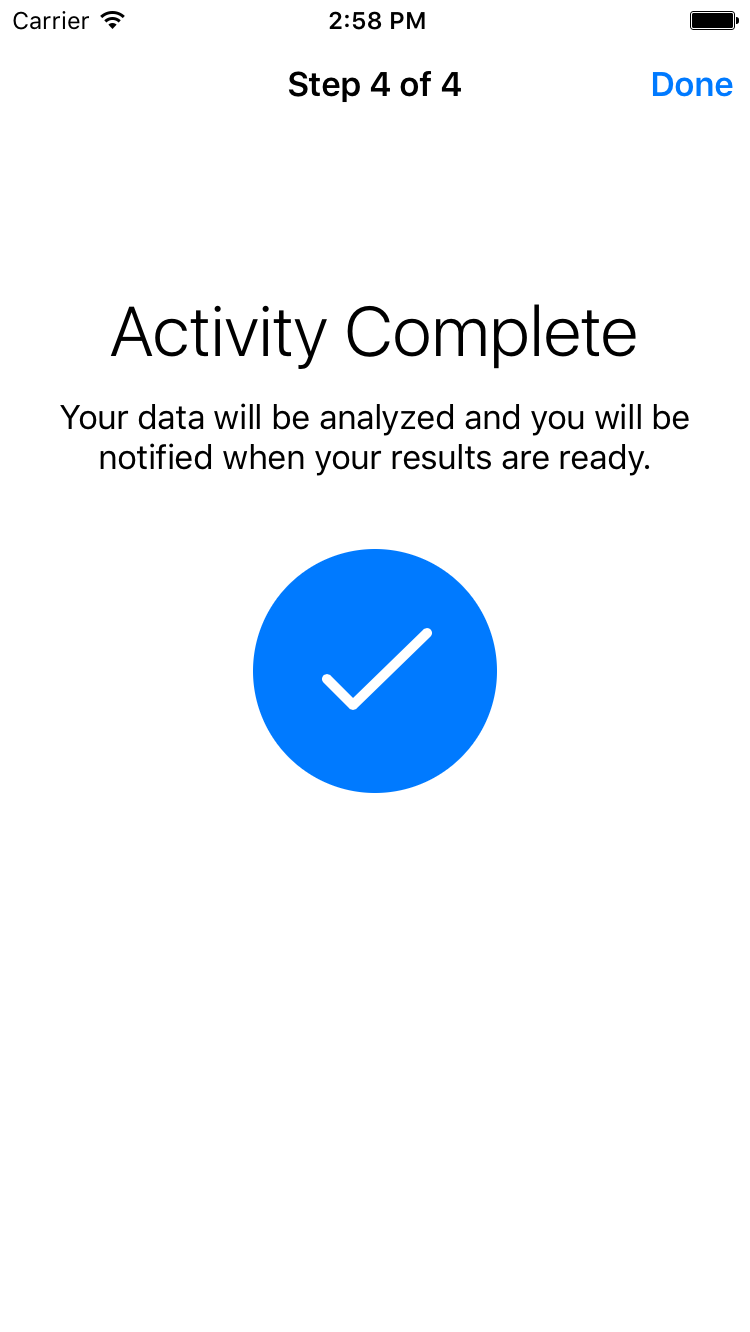 Carrier 2:58 PM
Step 4 of 4 Done
Activity Complete
Your data will be analyzed and you will be
notified when your results are ready.